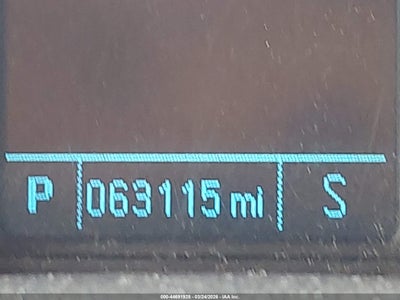 P 063115 mi S
000-44691935 - 03/24/2026 - IAA Inc.